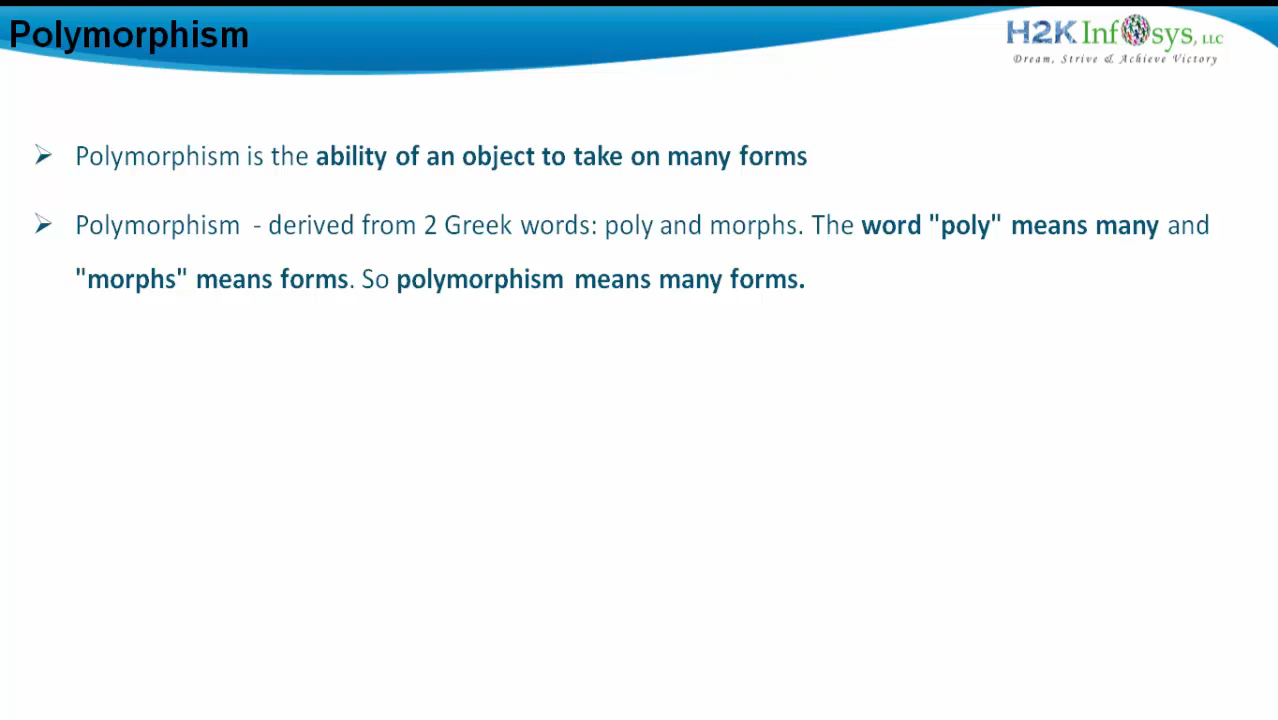 Polymorphism
H2K Infosys, LLC
Dream, Strive & Achieve Victory
Polymorphism is the ability of an object to take on many forms
Polymorphism - derived from 2 Greek words: poly and morphs. The word "poly" means many and
"morphs" means forms. So polymorphism means many forms.